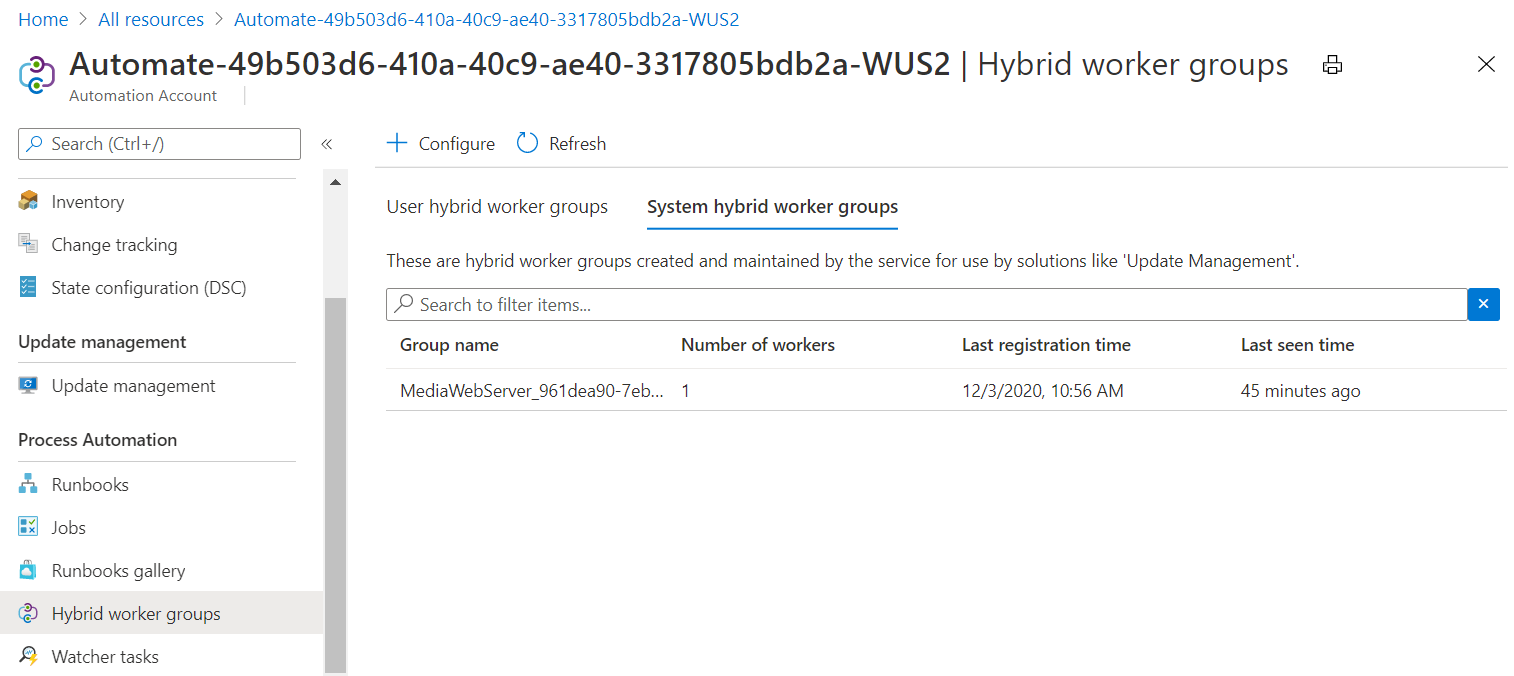 Home > All resources > Automate-49b503d6-410a-40c9-ae40-3317805bdb2a-WUS2
Automate-49b503d6-410a-40c9-ae40-3317805bdb2a-WUS2 | Hybrid worker groups
Automation Account
Search (Ctrl+/)
«
Inventory
Change tracking
State configuration (DSC)
Update management
Update management
Process Automation
Runbooks
Jobs
Runbooks gallery
Hybrid worker groups
Watcher tasks
Configure Refresh
User hybrid worker groups System hybrid worker groups
These are hybrid worker groups created and maintained by the service for use by solutions like 'Update Management'.
Search to filter items...
Group name Number of workers Last registration time Last seen time
MediaWebServer_961dea90-7eb... 1 12/3/2020, 10:56 AM 45 minutes ago